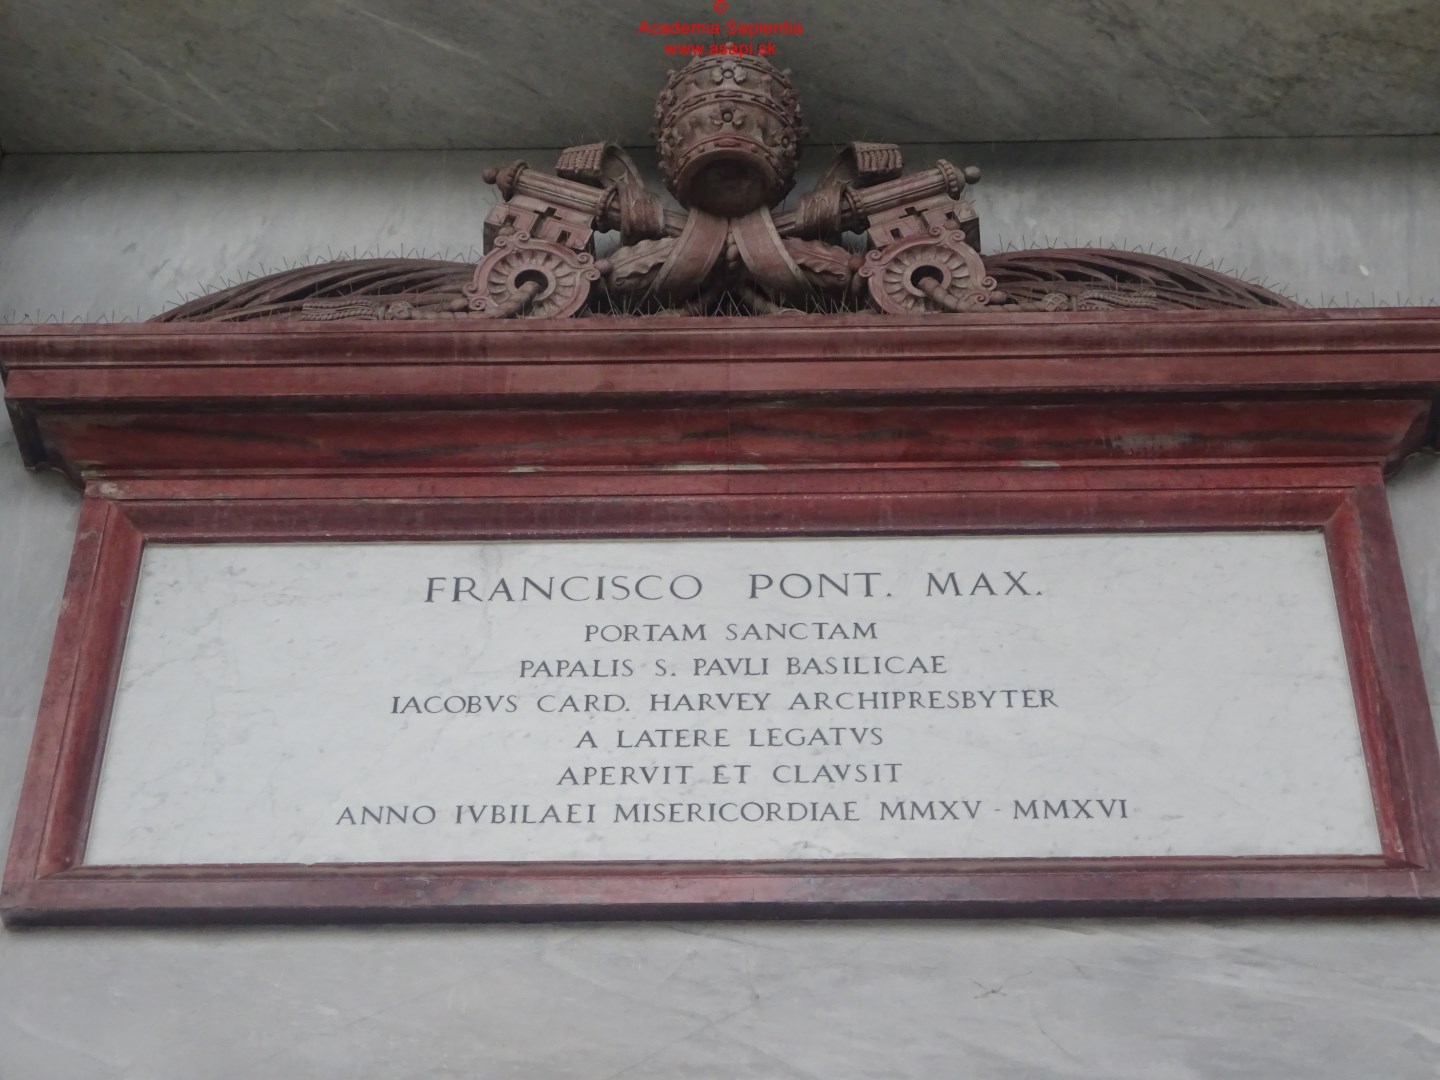 ©
Academia Sapientia
www.asapi.sk
FRANCISCO PONT. MAX.
PORTAM SANCTAM
PAPALIS S. PAVLI BASILICAE
IACOBVS CARD. HARVEY ARCHIPRESBYTER
A LATERE LEGATVS
APERVIT ET CLAVSIT
ANNO IVBILAEI MISERICORDIAE MMXV - MMXVI